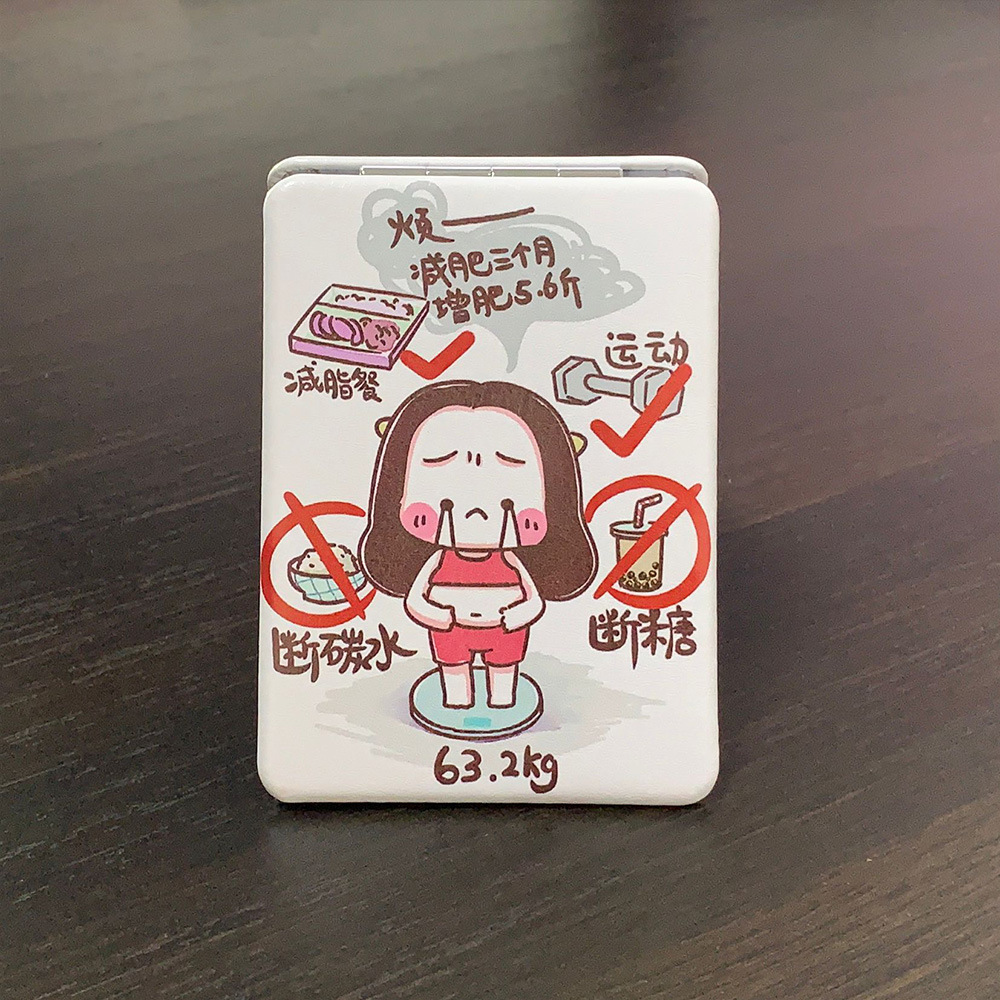 烦一
减肥三个月
增肥5.6斤
运动
减脂餐
断碳水
断糖
63.2kg